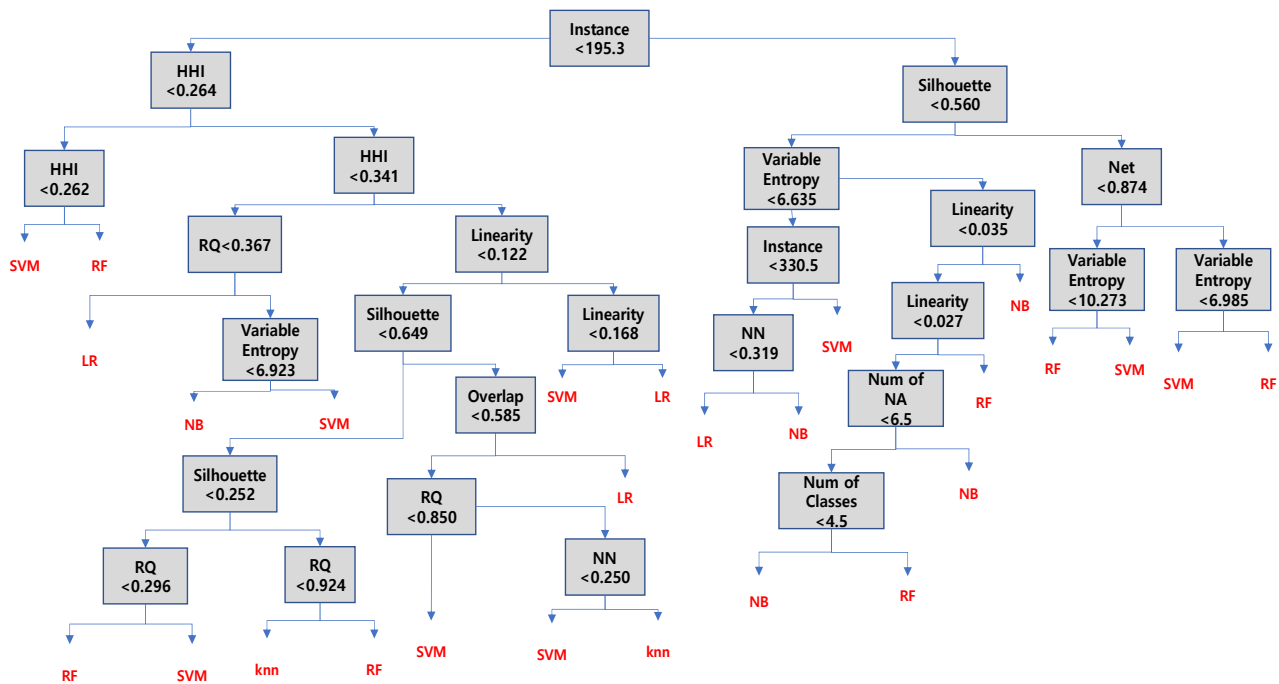 Instance
<195.3
HHI
<0.264
Silhouette
<0.560
HHI
<0.262
HHI
<0.341
Variable
Entropy
<6.635
Net
<0.874
SVM
RF
RQ<0.367
Linearity
<0.122
Instance
<330.5
Linearity
<0.035
Variable
Entropy
<10.273
Variable
Entropy
<6.985
LR
Variable
Entropy
<6.923
Silhouette
<0.649
Linearity
<0.168
NN
<0.319
SVM
Linearity
<0.027
NB
RF
SVM
SVM
RF
NB
SVM
Overlap
<0.585
SVM
LR
LR
NB
Num of
NA
<6.5
RF
Silhouette
<0.252
RQ
<0.850
LR
Num of
Classes
<4.5
NB
RQ
<0.296
RQ
<0.924
NN
<0.250
NB
RF
RF
SVM
knn
RF
SVM
SVM
knn